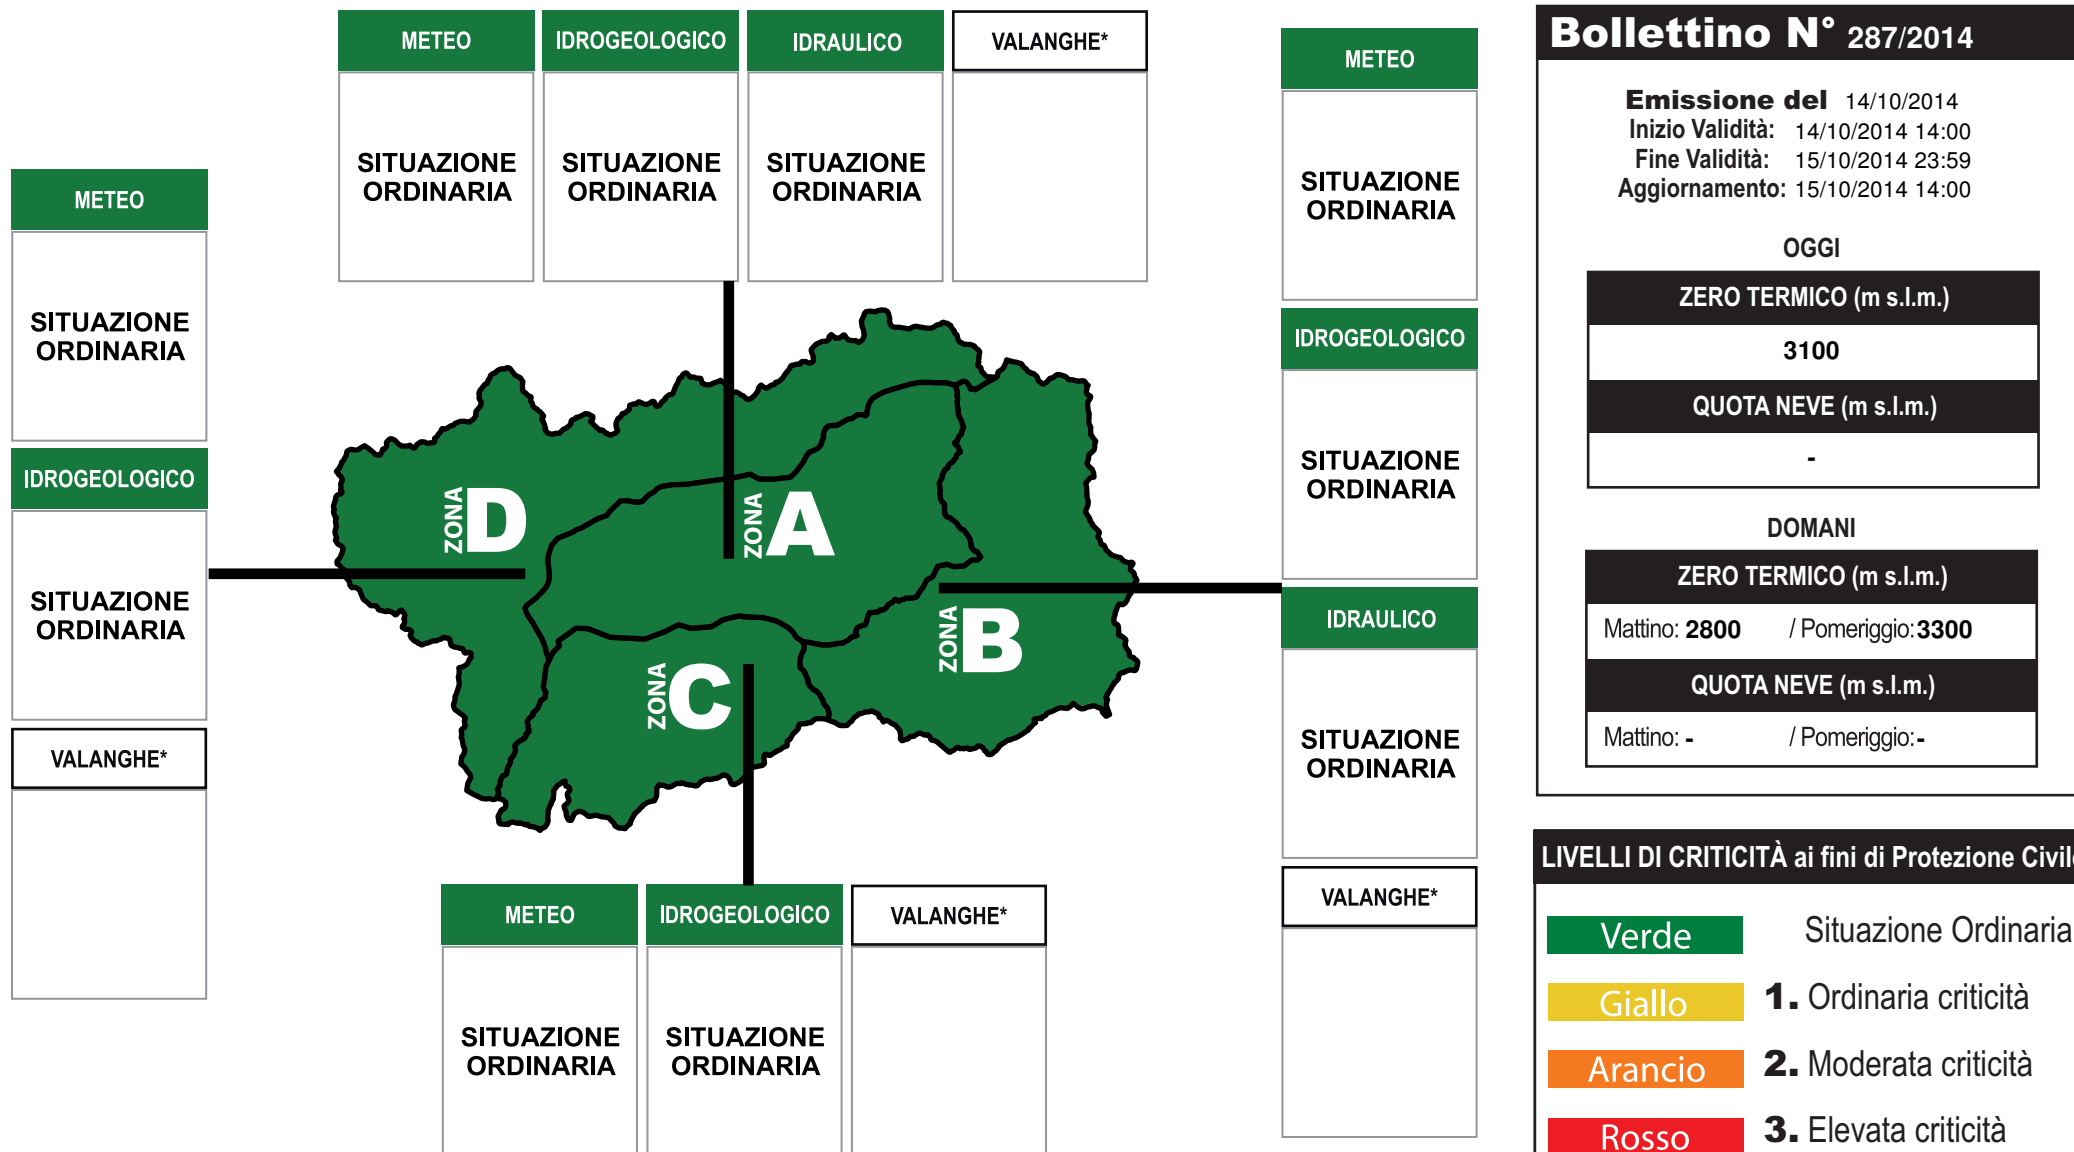 METEO IDROGEOLOGICO IDRAULICO VALANGHE*
SITUAZIONE ORDINARIA
SITUAZIONE ORDINARIA
SITUAZIONE ORDINARIA
METEO
SITUAZIONE
ORDINARIA
IDROGEOLOGICO
SITUAZIONE
ORDINARIA
VALANGHE*
ZONA D
ZONA A
ZONA B
ZONA C
METEO
SITUAZIONE
ORDINARIA
IDROGEOLOGICO
SITUAZIONE
ORDINARIA
IDRAULICO
SITUAZIONE
ORDINARIA
VALANGHE*
METEO IDROGEOLOGICO VALANGHE*
SITUAZIONE ORDINARIA
SITUAZIONE ORDINARIA
Bollettino N° 287/2014
Emissione del 14/10/2014
Inizio Validità: 14/10/2014 14:00
Fine Validità: 15/10/2014 23:59
Aggiornamento: 15/10/2014 14:00
OGGI
ZERO TERMICO (m s.l.m.)
3100
QUOTA NEVE (m s.l.m.)
-
DOMANI
ZERO TERMICO (m s.l.m.)
Mattino: 2800 / Pomeriggio: 3300
QUOTA NEVE (m s.l.m.)
Mattino: - / Pomeriggio: -
LIVELLI DI CRITICITÀ ai fini di Protezione Civile
Verde Situazione Ordinaria
Giallo 1. Ordinaria criticità
Arancio 2. Moderata criticità
Rosso 3. Elevata criticità